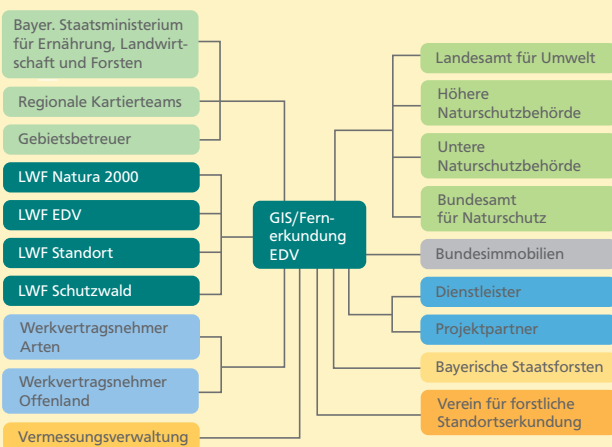 Bayer. Staatsministerium
für Ernährung, Landwirt-
schaft und Forsten
Regionale Kartierteams
Gebietsbetreuer
LWF Natura 2000
LWF EDV
LWF Standort
LWF Schutzwald
Werkvertragsnehmer
Arten
Werkvertragsnehmer
Offenland
Vermessungsverwaltung
GIS/Fern-
erkundung
EDV
Landesamt für Umwelt
Höhere
Naturschutzbehörde
Untere
Naturschutzbehörde
Bundesamt
für Naturschutz
Bundesimmobilien
Dienstleister
Projektpartner
Bayerische Staatsforsten
Verein für forstliche
Standortserkundung